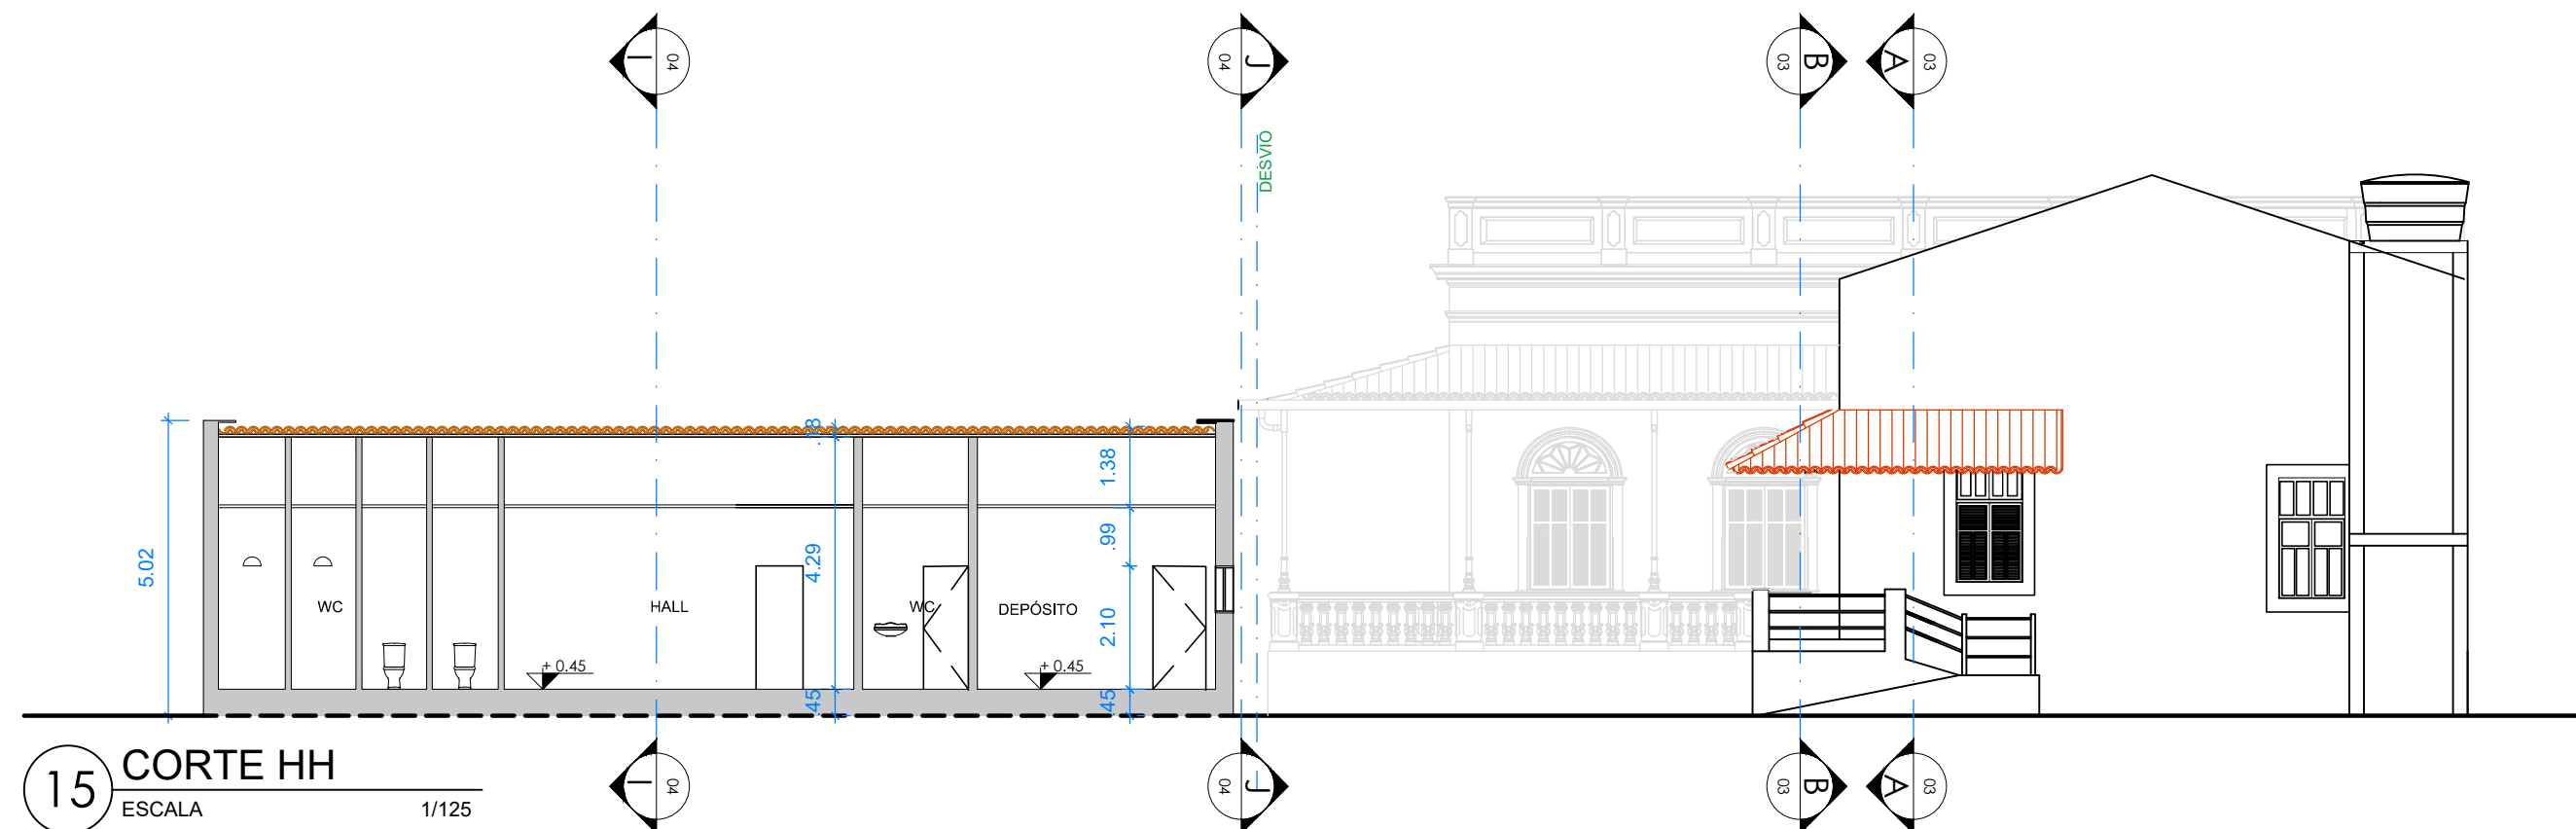 I
04
J
04
B
03
A
03
DESVIO
.18
1.38
5.02
4.29
.99
WC
HALL
WC
DEPÓSITO
2.10
+ 0.45
+ 0.45
.45
.45
15
CORTE HH
ESCALA 1/125
I
04
J
04
B
03
A
03